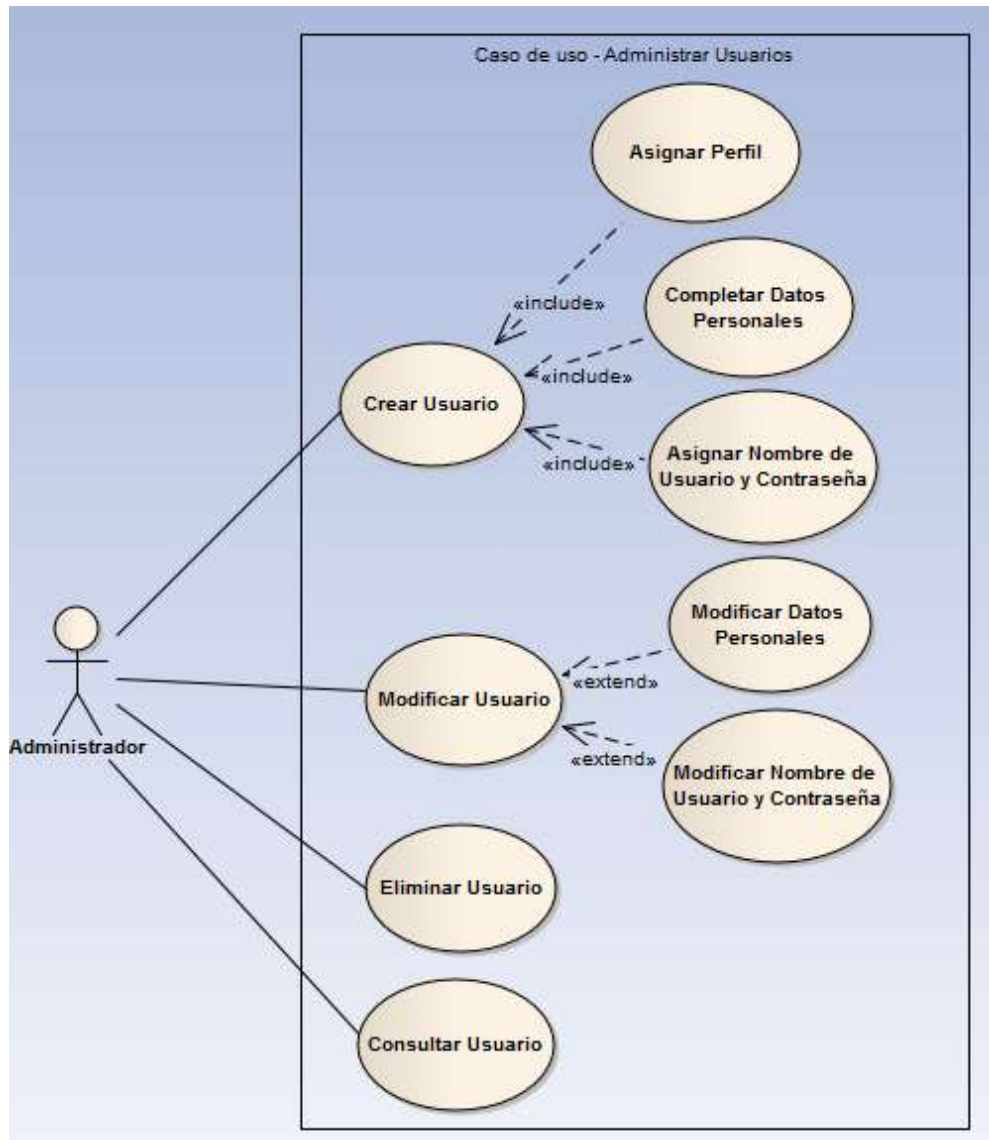 Caso de uso - Administrar Usuarios
Asignar Perfil
«include»
Completar Datos
Personales
«include»
Crear Usuario
Asignar Nombre de
Usuario y Contraseña
«include»
Modificar Datos
Personales
«extend»
Modificar Usuario
Administrador
«extend»
Modificar Nombre de
Usuario y Contraseña
Eliminar Usuario
Consultar Usuario